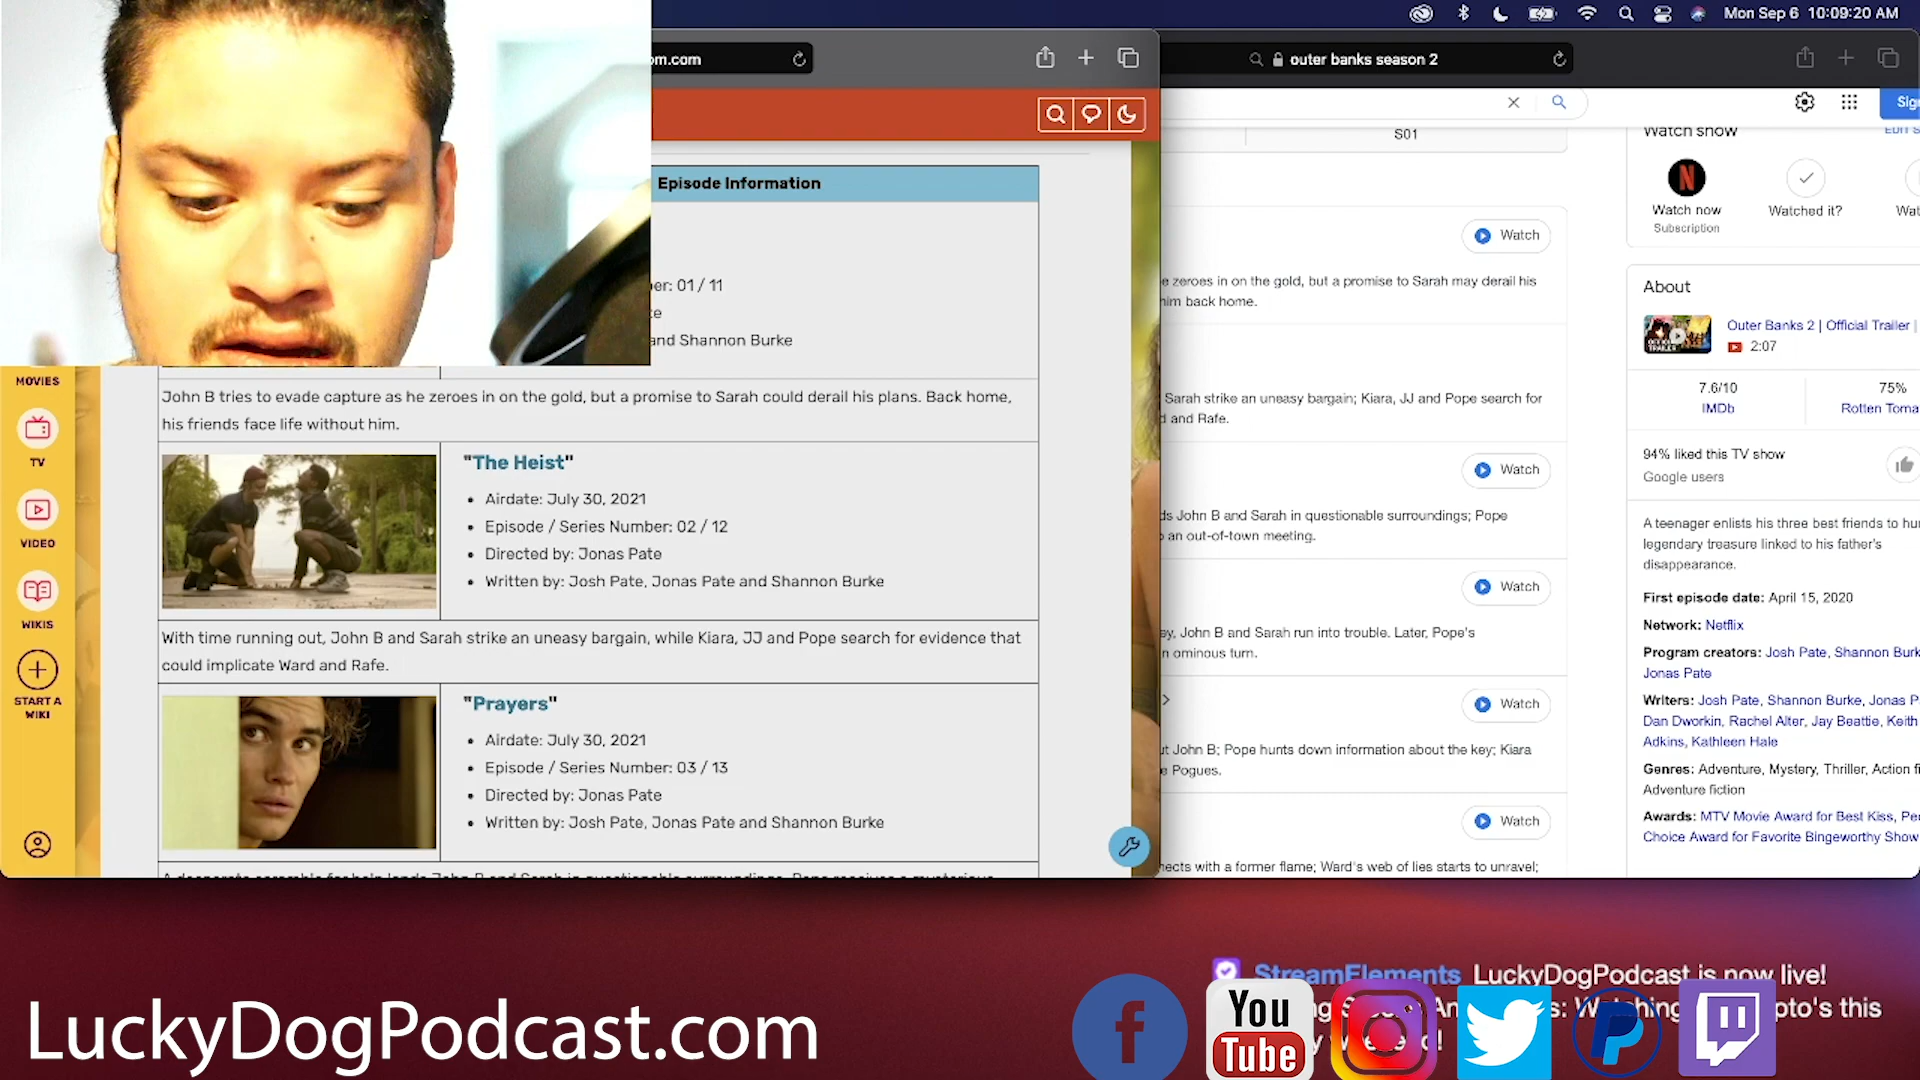 Mon Sep 6 10:09:20 AM
om.com
outer banks season 2
Sig
S01
Watch show
Edit S
Episode Information
Watch now
Subscription
Watched it?
Wat
Watch
er: 01 / 11
ke
and Shannon Burke
e zeroes in on the gold, but a promise to Sarah may derail his
him back home.
About
Outer Banks 2 | Official Trailer |
2:07
MOVIES
TV
VIDEO
WIKIS
START A
WIKI
John B tries to evade capture as he zeroes in on the gold, but a promise to Sarah could derail his plans. Back home,
his friends face life without him.
"The Heist"
• Airdate: July 30, 2021
• Episode / Series Number: 02 / 12
• Directed by: Jonas Pate
• Written by: Josh Pate, Jonas Pate and Shannon Burke
With time running out, John B and Sarah strike an uneasy bargain, while Kiara, JJ and Pope search for evidence that
could implicate Ward and Rafe.
"Prayers"
• Airdate: July 30, 2021
• Episode / Series Number: 03 / 13
• Directed by: Jonas Pate
• Written by: Josh Pate, Jonas Pate and Shannon Burke
Sarah strike an uneasy bargain; Kiara, JJ and Pope search for
d and Rafe.
Watch
ds John B and Sarah in questionable surroundings; Pope
an out-of-town meeting.
Watch
ey, John B and Sarah run into trouble. Later, Pope's
n ominous turn.
Watch
ut John B; Pope hunts down information about the key; Kiara
e Pogues.
Watch
nects with a former flame; Ward's web of lies starts to unravel;
7.6/10
IMDb
75%
Rotten Toma
94% liked this TV show
Google users
A teenager enlists his three best friends to hu
legendary treasure linked to his father's
disappearance.
First episode date: April 15, 2020
Network: Netflix
Program creators: Josh Pate, Shannon Burk
Jonas Pate
Writers: Josh Pate, Shannon Burke, Jonas P
Dan Dworkin, Rachel Alter, Jay Beattie, Keith
Adkins, Kathleen Hale
Genres: Adventure, Mystery, Thriller, Action fi
Adventure fiction
Awards: MTV Movie Award for Best Kiss, Pe
Choice Award for Favorite Bingeworthy Show
StreamElements LuckyDogPodcast is now live!
Watching
pto's this
LuckyDogPodcast.com
You
Tube